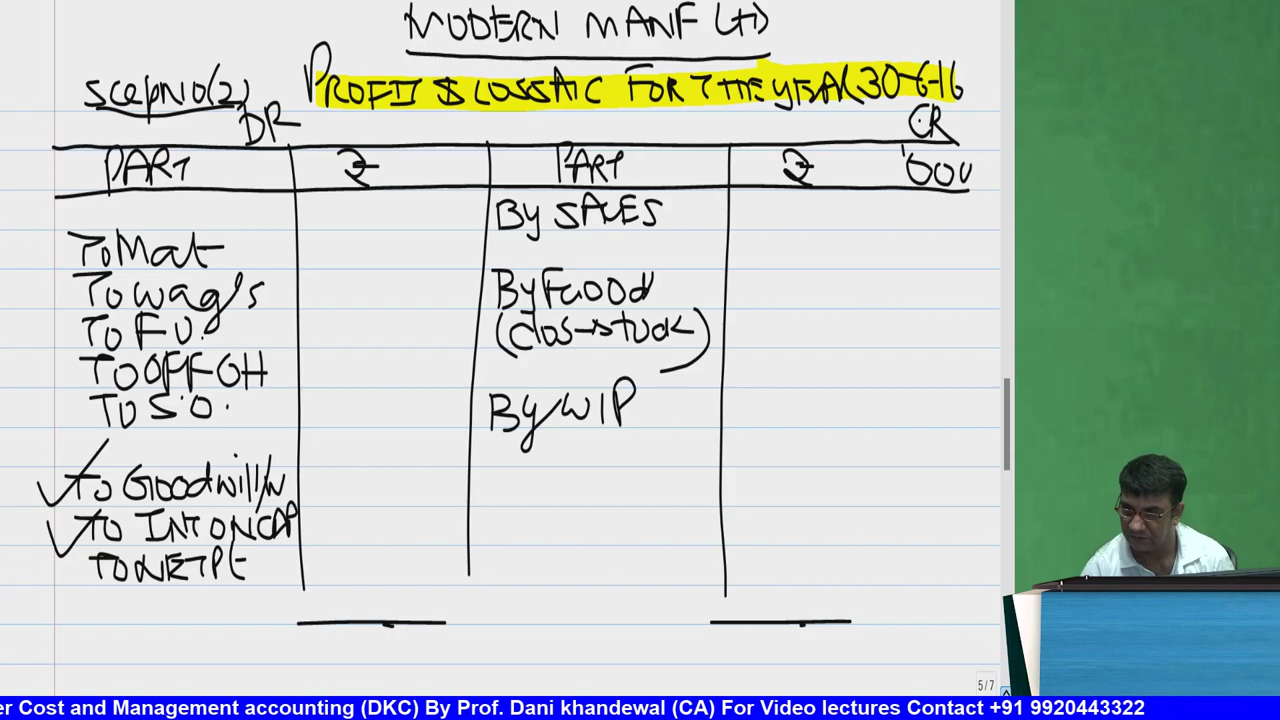 MODERN MANF LTD
PROFIT & LOSS A/C FOR THE YEAR 30-6-16
DR
CR
PART ₹ PART ₹ '000
By SALES
To Mat
To wages
By F Good
(clos-stock)
To F O.
To OFF OH
To S.O.
By WIP
To Goodwill/w
To INT ON CAP
To NET Pt
5/7
er Cost and Management accounting (DKC) By Prof. Dani khandewal (CA) For Video lectures Contact +91 9920443322